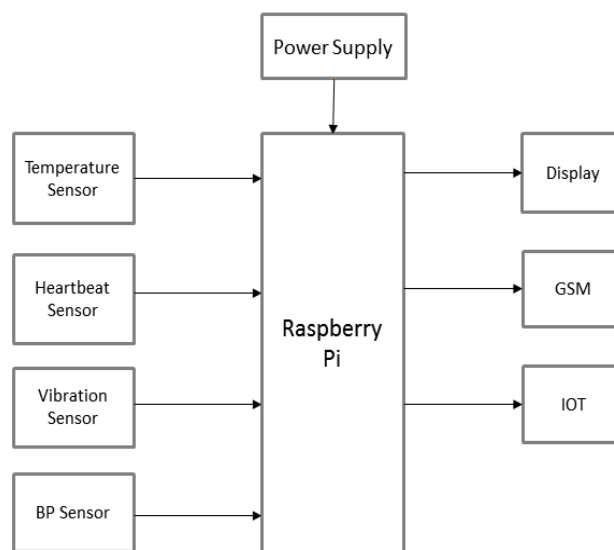 Power Supply
Temperature
Sensor
Heartbeat
Sensor
Vibration
Sensor
BP Sensor
Raspberry
Pi
Display
GSM
IOT